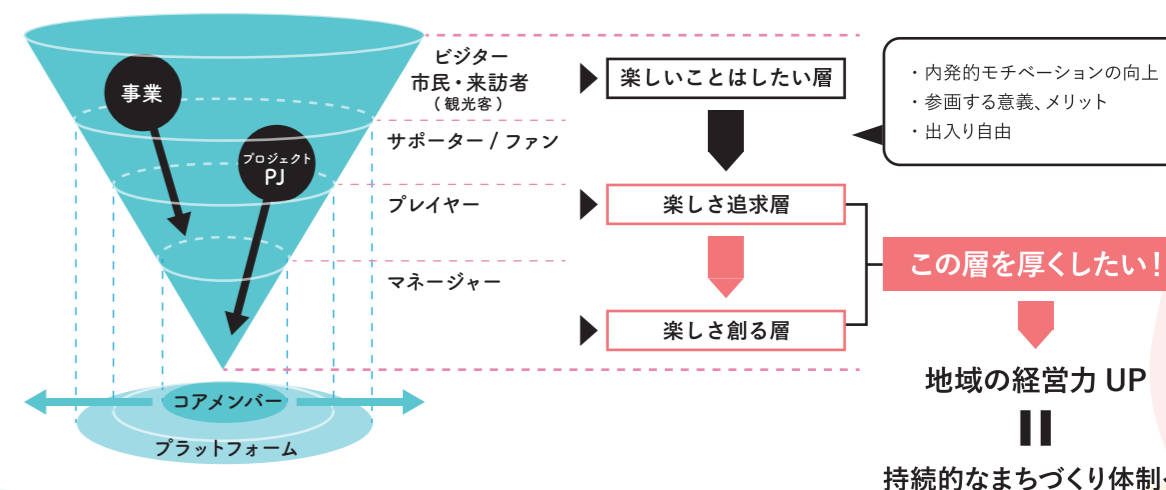 事業
プロジェクト
PJ
ビジター
市民・来訪者
(観光客)
サポーター / ファン
プレイヤー
マネージャー
コアメンバー
プラットフォーム
楽しいことはしたい層
楽しさ追求層
楽しさ創る層
・内発的モチベーションの向上
・参画する意義、メリット
・出入り自由
この層を厚くしたい!
地域の経営力 UP
持続的なまちづくり体制